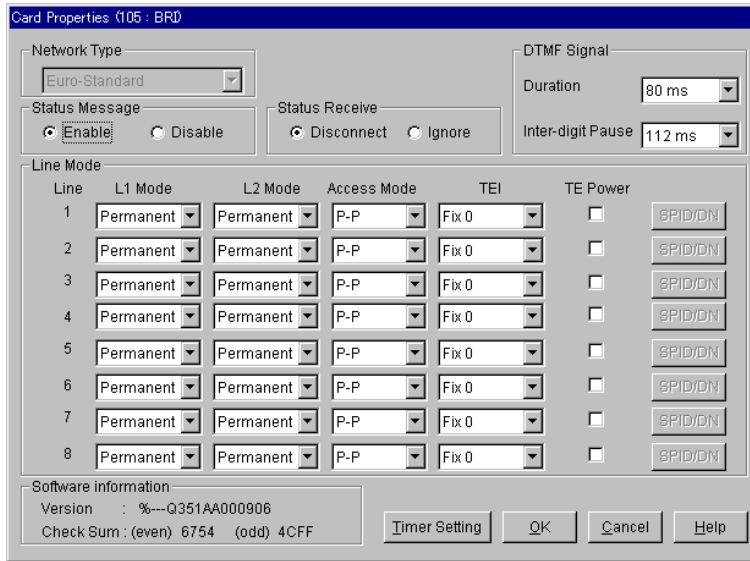 Card Properties (105 : BRI)
Network Type
Euro-Standard
DTMF Signal
Duration 80 ms
Inter-digit Pause 112 ms
Status Message
Enable Disable
Status Receive
Disconnect Ignore
Line Mode
Line L1 Mode L2 Mode Access Mode TEI TE Power
1 Permanent Permanent P-P Fix 0 SPID/DN
2 Permanent Permanent P-P Fix 0 SPID/DN
3 Permanent Permanent P-P Fix 0 SPID/DN
4 Permanent Permanent P-P Fix 0 SPID/DN
5 Permanent Permanent P-P Fix 0 SPID/DN
6 Permanent Permanent P-P Fix 0 SPID/DN
7 Permanent Permanent P-P Fix 0 SPID/DN
8 Permanent Permanent P-P Fix 0 SPID/DN
Software information
Version : %---Q351AA000906
Check Sum : (even) 6754 (odd) 4CFF
Timer Setting OK Cancel Help